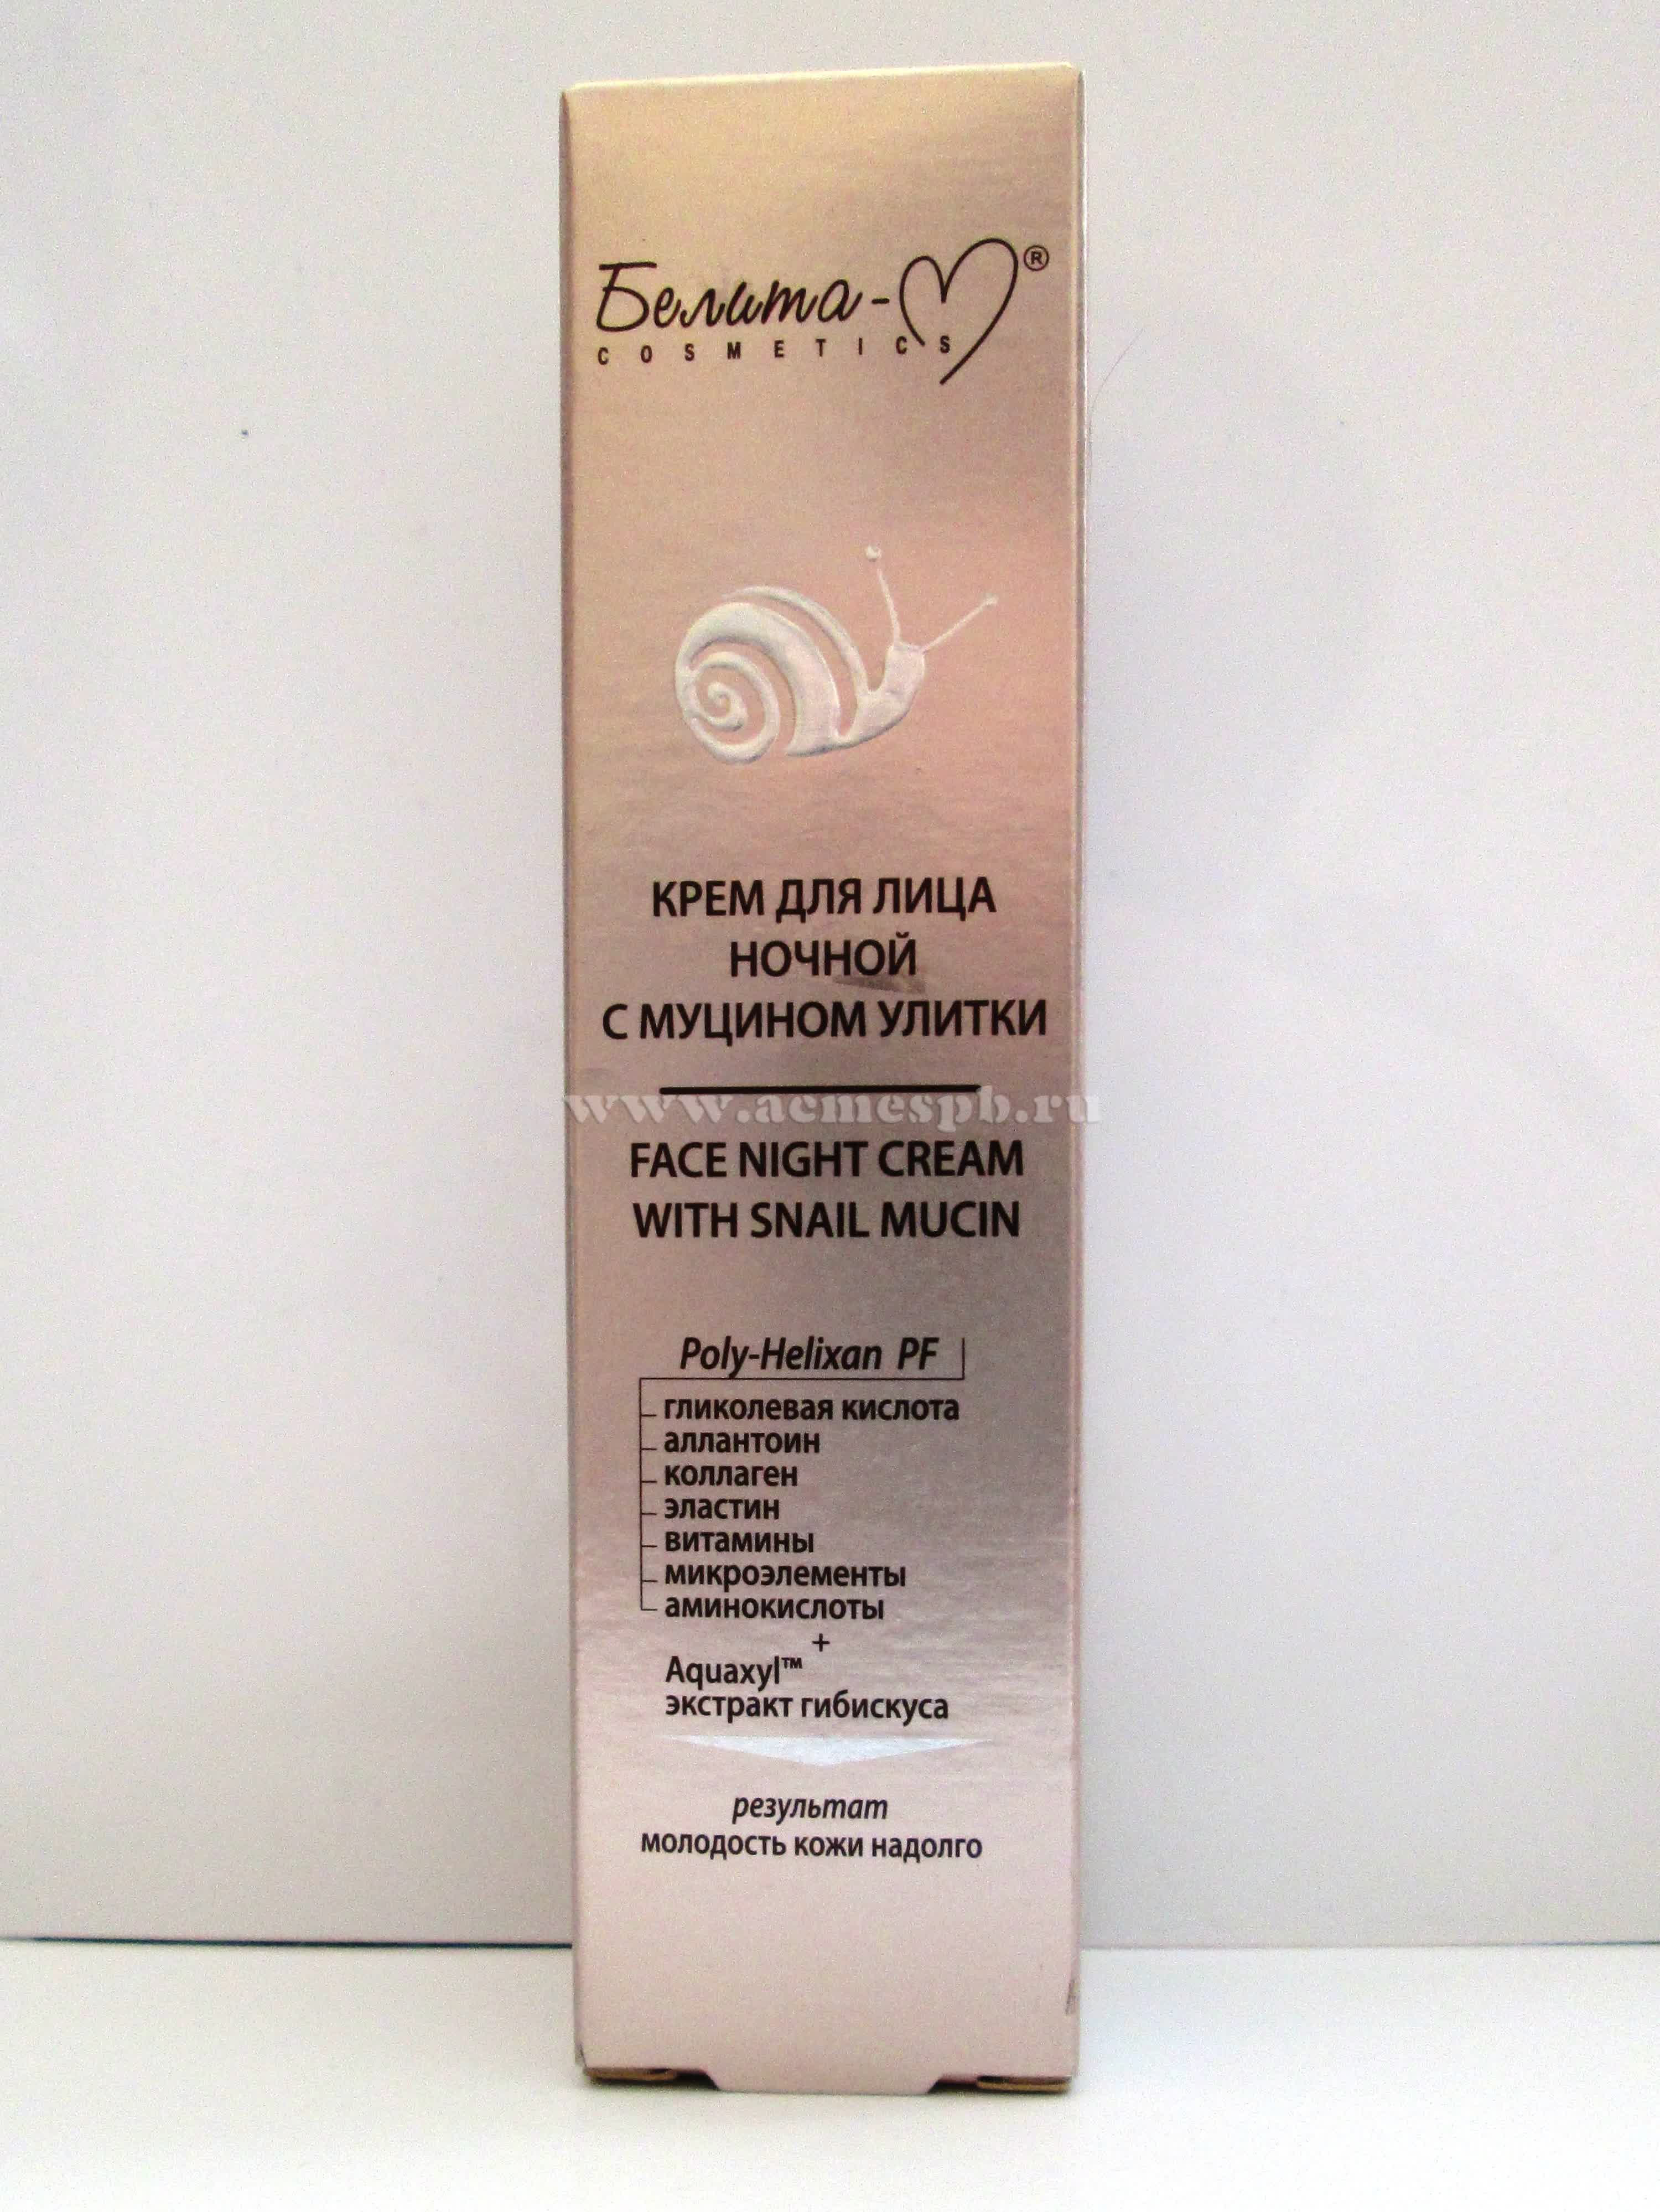 Белита-М®
COSMETICS
КРЕМ ДЛЯ ЛИЦА
НОЧНОЙ
С МУЦИНОМ УЛИТКИ
www.acmespb.ru
FACE NIGHT CREAM
WITH SNAIL MUCIN
Poly-Helixan PF
гликолевая кислота
аллантоин
коллаген
эластин
витамины
микроэлементы
аминокислоты
+
Aquaxyl™
экстракт гибискуса
результат
молодость кожи надолго